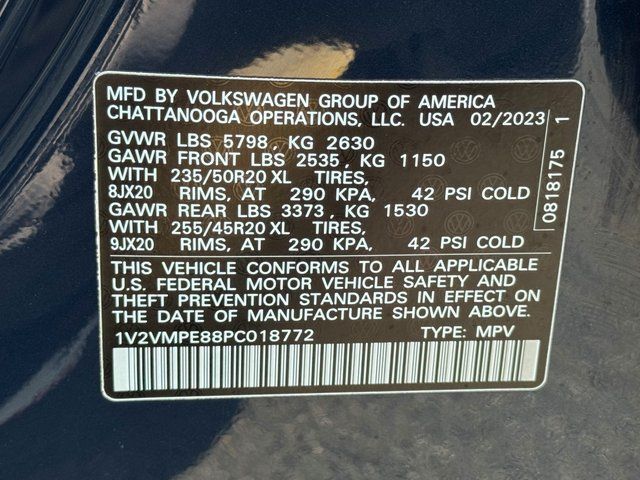 MFD BY VOLKSWAGEN GROUP OF AMERICA
CHATTANOOGA OPERATIONS, LLC. USA 02/2023
GVWR LBS 5798, KG 2630
GAWR FRONT LBS 2535, KG 1150
WITH 235/50R20 XL TIRES,
8JX20 RIMS, AT 290 KPA, 42 PSI COLD
GAWR REAR LBS 3373, KG 1530
WITH 255/45R20 XL TIRES,
9JX20 RIMS, AT 290 KPA, 42 PSI COLD
THIS VEHICLE CONFORMS TO ALL APPLICABLE
U.S. FEDERAL MOTOR VEHICLE SAFETY AND
THEFT PREVENTION STANDARDS IN EFFECT ON
THE DATE OF MANUFACTURE SHOWN ABOVE.
1V2VMPE88PC018772 TYPE: MPV
0818175 1